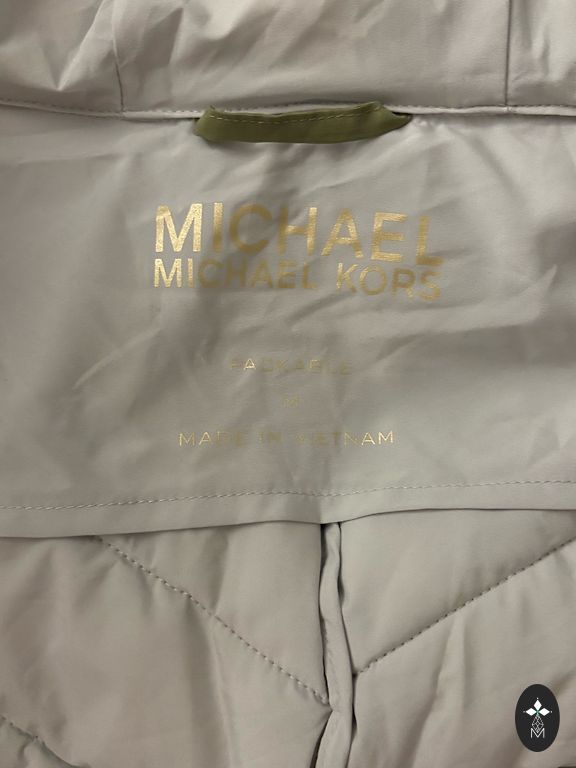 MICHAEL
MICHAEL KORS
PACKABLE
M
MADE IN VIETNAM
M